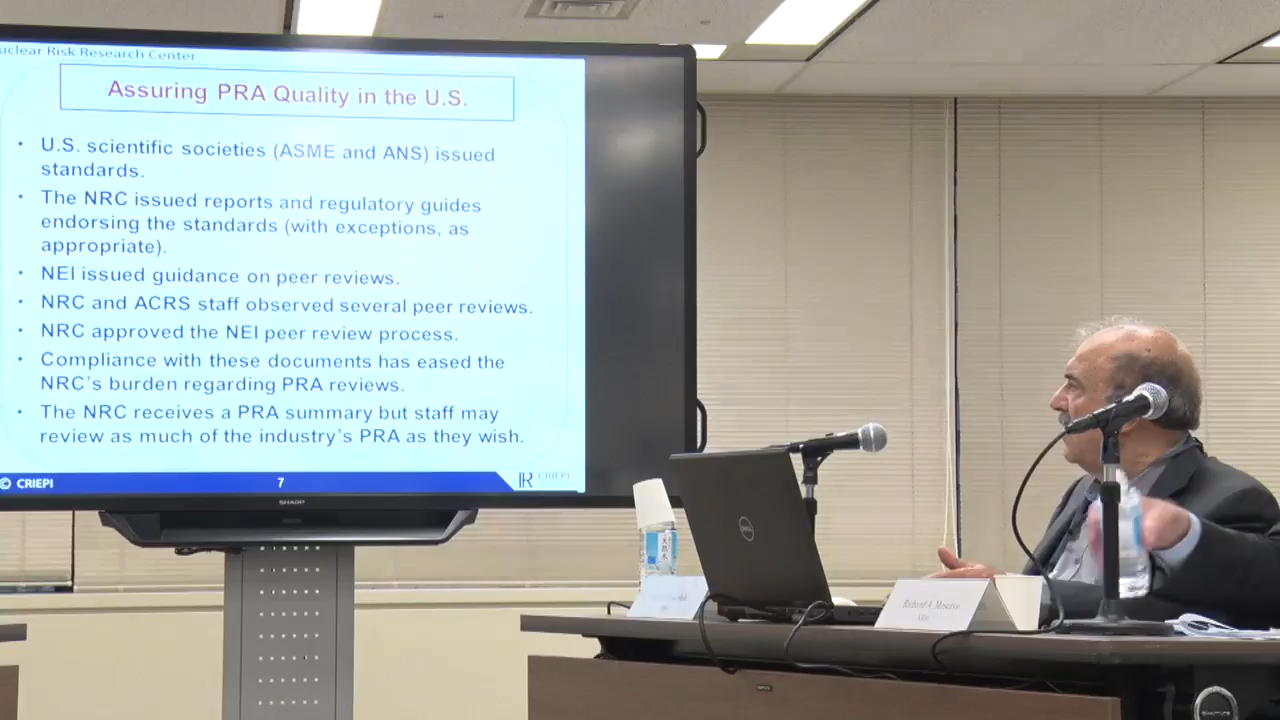 uclear Risk Research Center
Assuring PRA Quality in the U.S.
• U.S. scientific societies (ASME and ANS) issued
standards.
• The NRC issued reports and regulatory guides
endorsing the standards (with exceptions, as
appropriate).
• NEI issued guidance on peer reviews.
• NRC and ACRS staff observed several peer reviews.
• NRC approved the NEI peer review process.
• Compliance with these documents has eased the
NRC's burden regarding PRA reviews.
• The NRC receives a PRA summary but staff may
review as much of the industry's PRA as they wish.
© CRIEPI
7
CRIEPI
SHARP
DELL
天然水
Richard A. Meserve